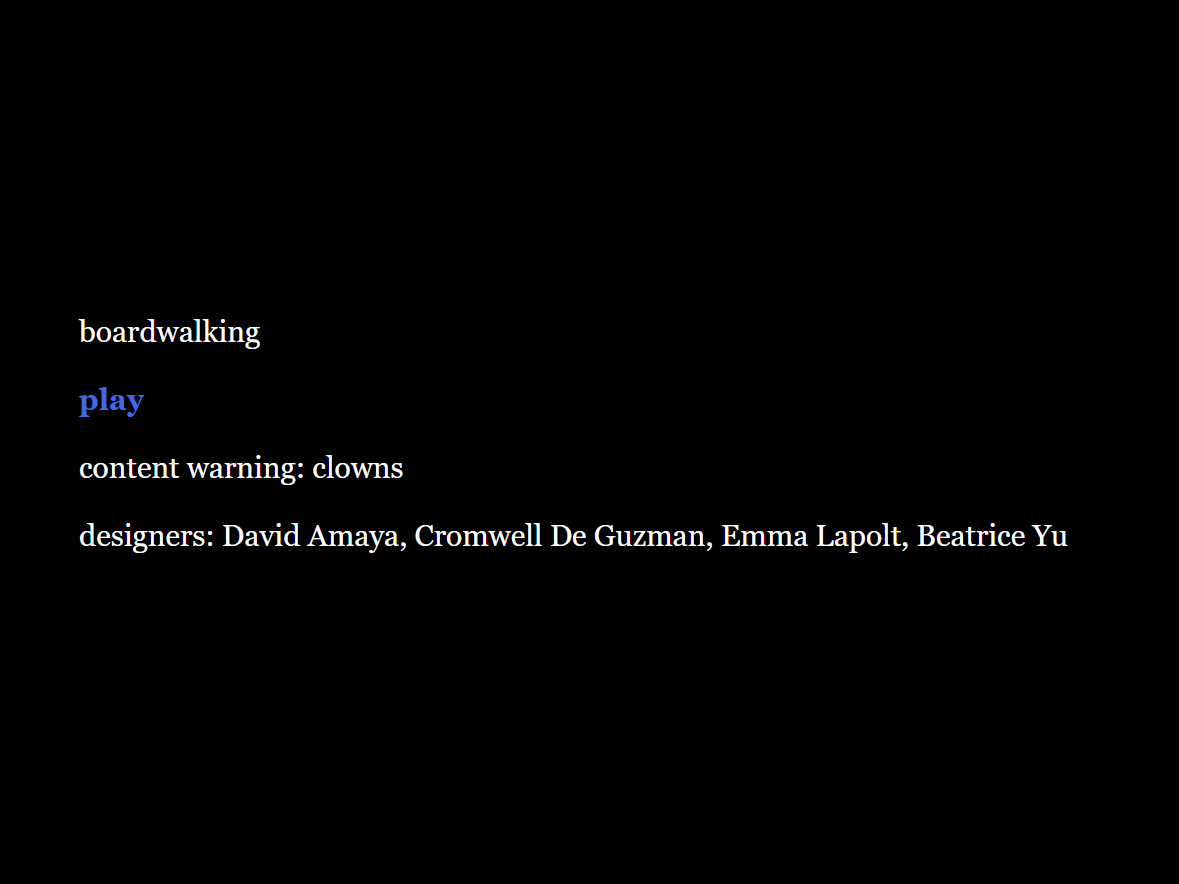 boardwalking
play
content warning: clowns
designers: David Amaya, Cromwell De Guzman, Emma Lapolt, Beatrice Yu